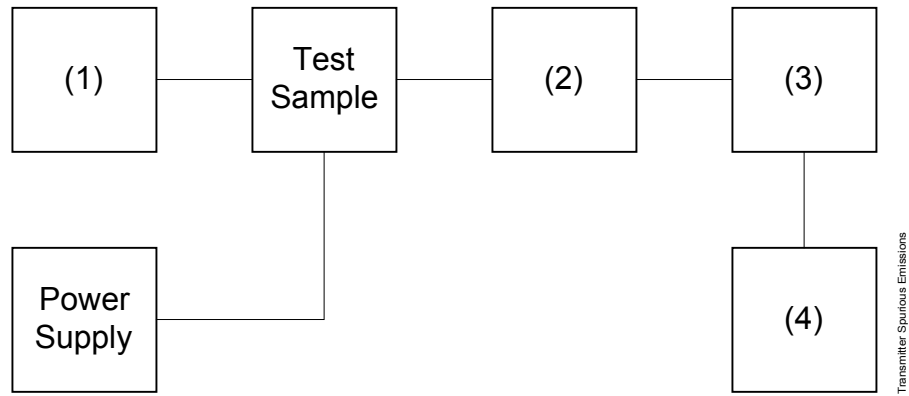 (1)
Test
Sample
(2)
(3)
Power
Supply
(4)
Transmitter Spurious Emissions